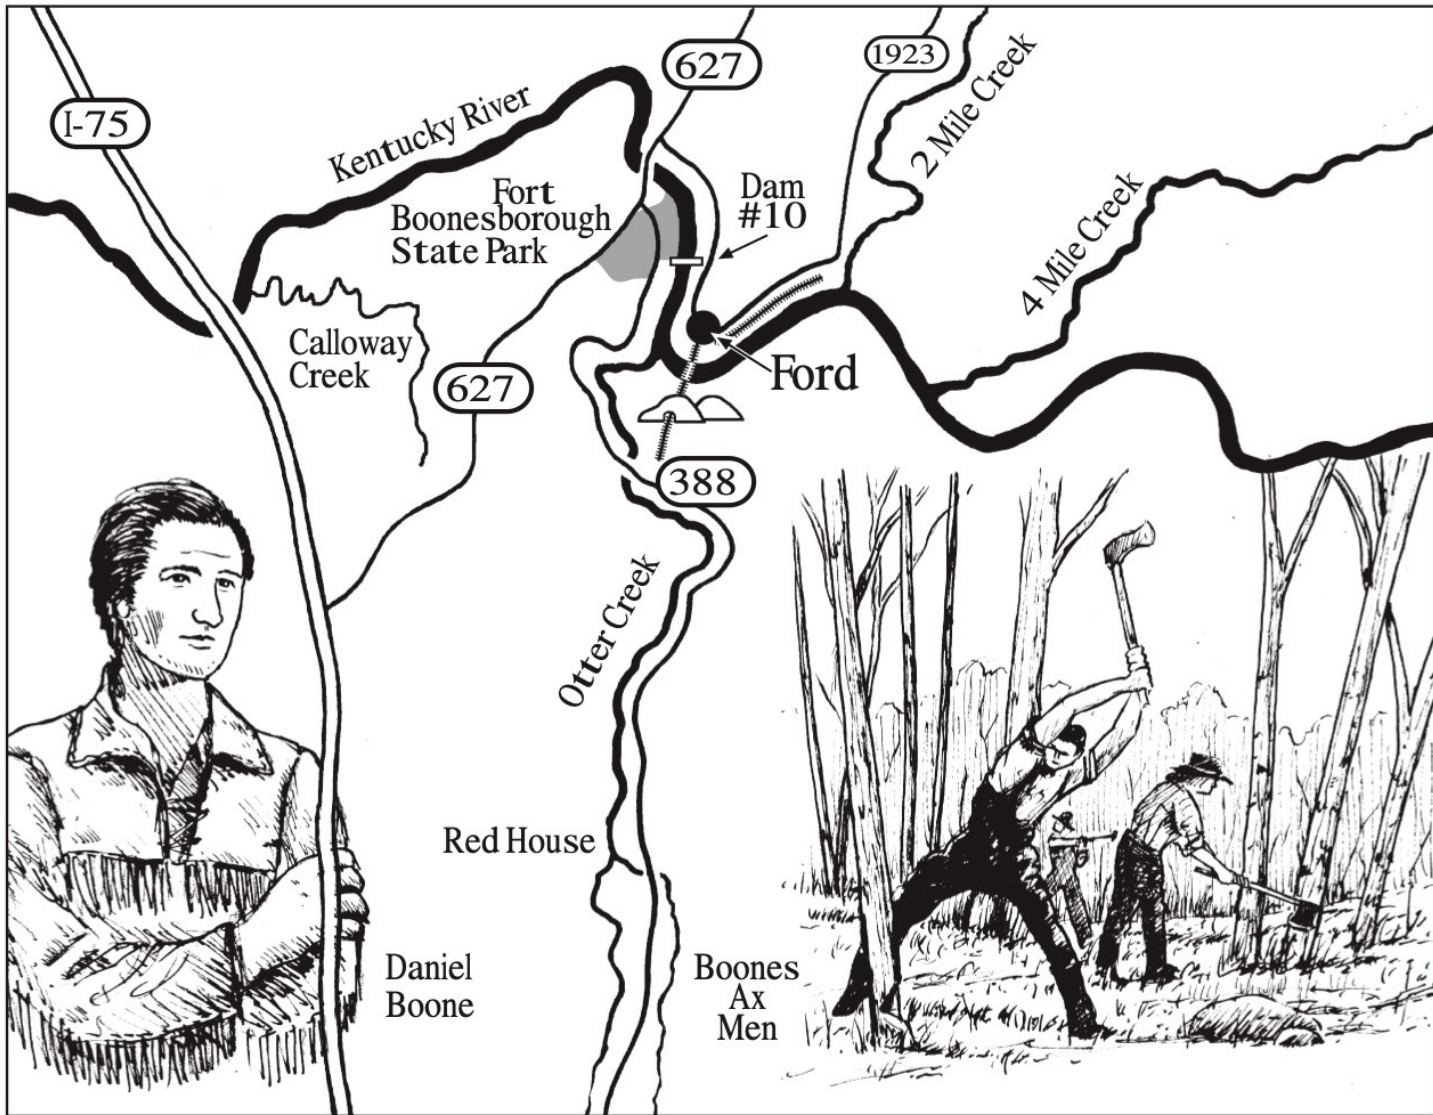 627
1923
I-75
Kentucky River
2 Mile Creek
Fort
Boonesborough
State Park
Dam
#10
4 Mile Creek
Calloway
Creek
627
Ford
388
Otter Creek
Red House
Daniel
Boone
Boones
Ax
Men